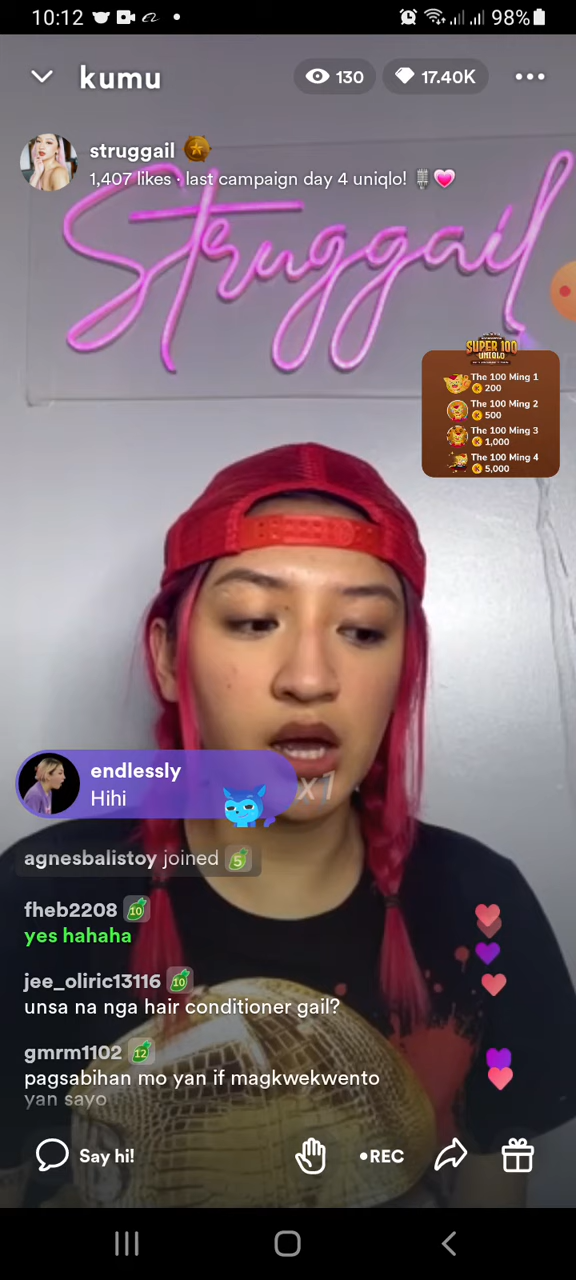 10:12
98%
kumu
130
17.40K
struggail
1,407 likes · last campaign day 4 uniqlo! 🎙️💗
Struggail
SUPER 100
UNIQLO
The 100 Ming 1
200
The 100 Ming 2
500
The 100 Ming 3
1,000
The 100 Ming 4
5,000
endlessly
Hihi
x1
agnesbalistoy joined 5
fheb2208 10
yes hahaha
jee_oliric13116 10
unsa na nga hair conditioner gail?
gmrm1102 12
pagsabihan mo yan if magkwekwento
yan sayo
Say hi!
•REC